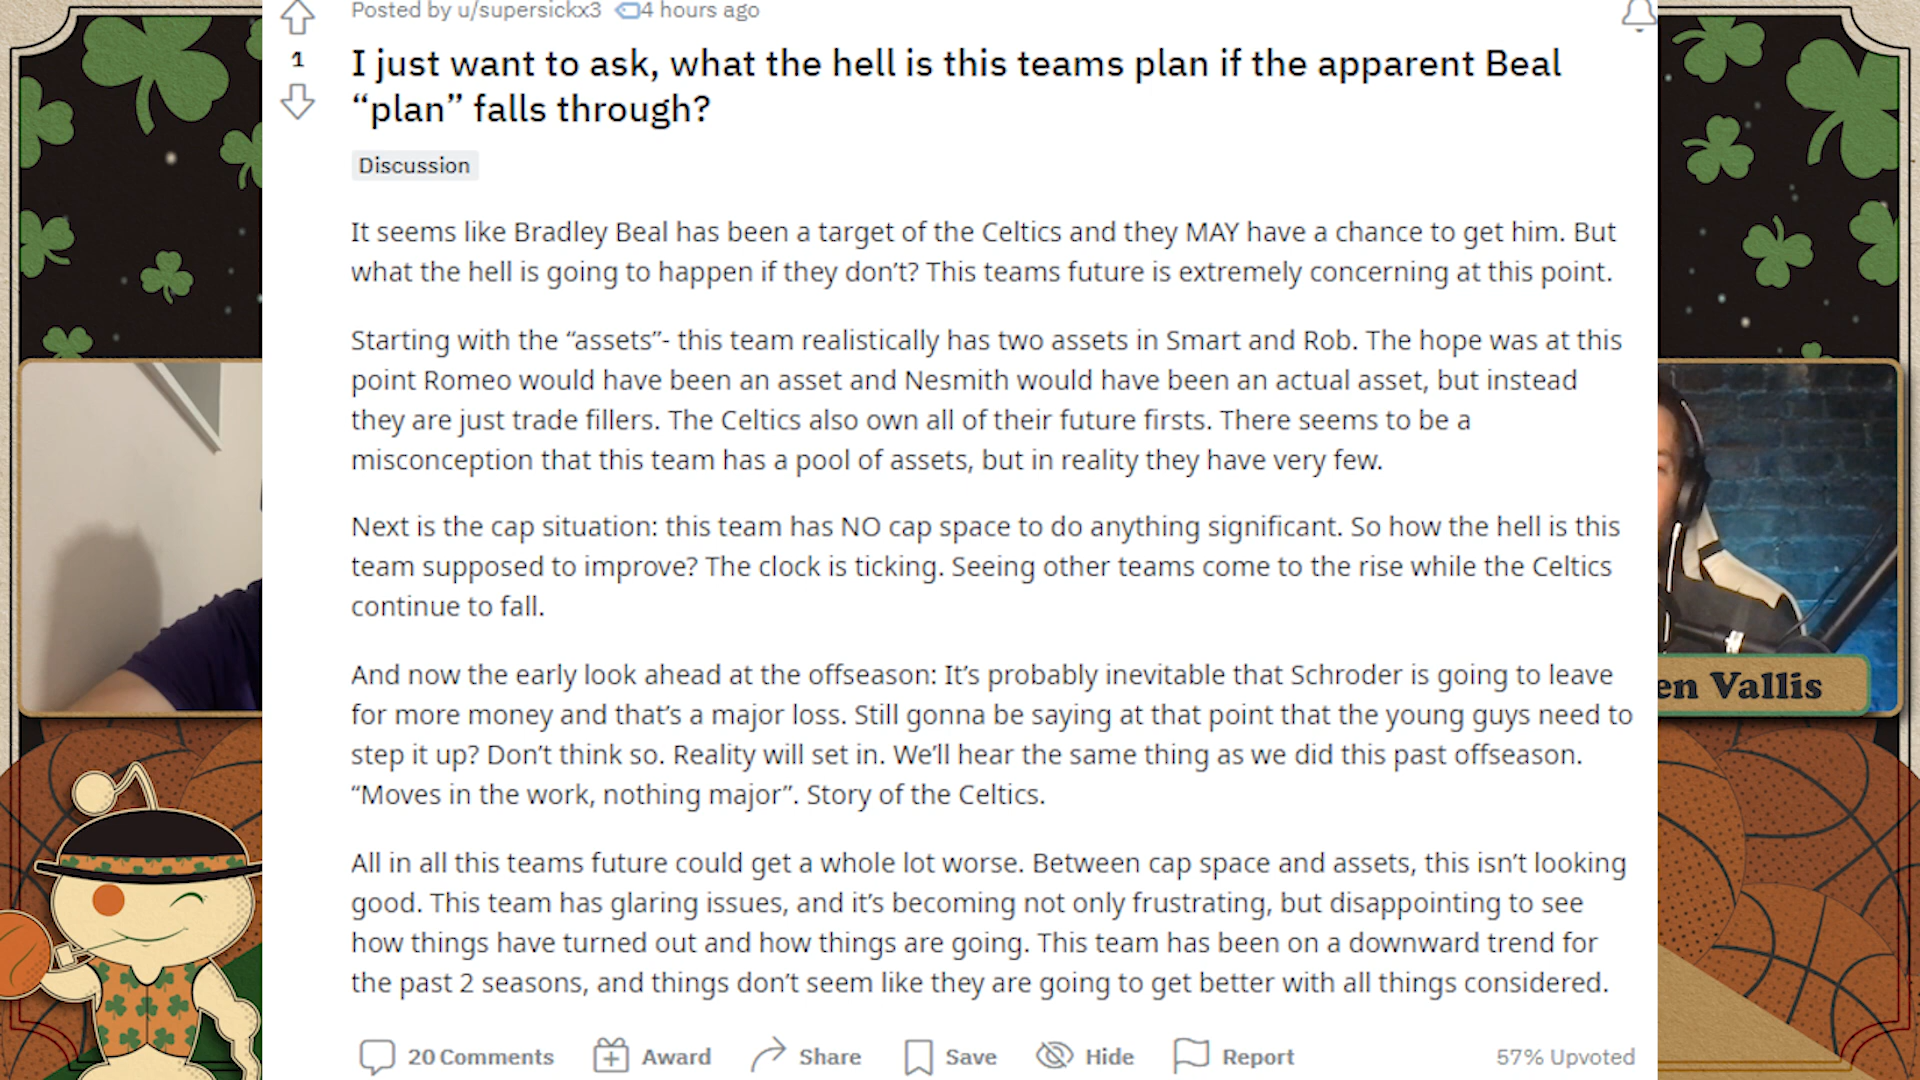 Posted by u/supersickx3 4 hours ago
1
I just want to ask, what the hell is this teams plan if the apparent Beal
“plan” falls through?
Discussion
It seems like Bradley Beal has been a target of the Celtics and they MAY have a chance to get him. But
what the hell is going to happen if they don’t? This teams future is extremely concerning at this point.
Starting with the “assets”- this team realistically has two assets in Smart and Rob. The hope was at this
point Romeo would have been an asset and Nesmith would have been an actual asset, but instead
they are just trade fillers. The Celtics also own all of their future firsts. There seems to be a
misconception that this team has a pool of assets, but in reality they have very few.
Next is the cap situation: this team has NO cap space to do anything significant. So how the hell is this
team supposed to improve? The clock is ticking. Seeing other teams come to the rise while the Celtics
continue to fall.
And now the early look ahead at the offseason: It’s probably inevitable that Schroder is going to leave
for more money and that’s a major loss. Still gonna be saying at that point that the young guys need to
step it up? Don’t think so. Reality will set in. We’ll hear the same thing as we did this past offseason.
“Moves in the work, nothing major”. Story of the Celtics.
All in all this teams future could get a whole lot worse. Between cap space and assets, this isn’t looking
good. This team has glaring issues, and it’s becoming not only frustrating, but disappointing to see
how things have turned out and how things are going. This team has been on a downward trend for
the past 2 seasons, and things don’t seem like they are going to get better with all things considered.
20 Comments Award Share Save Hide Report 57% Upvoted
en Vallis